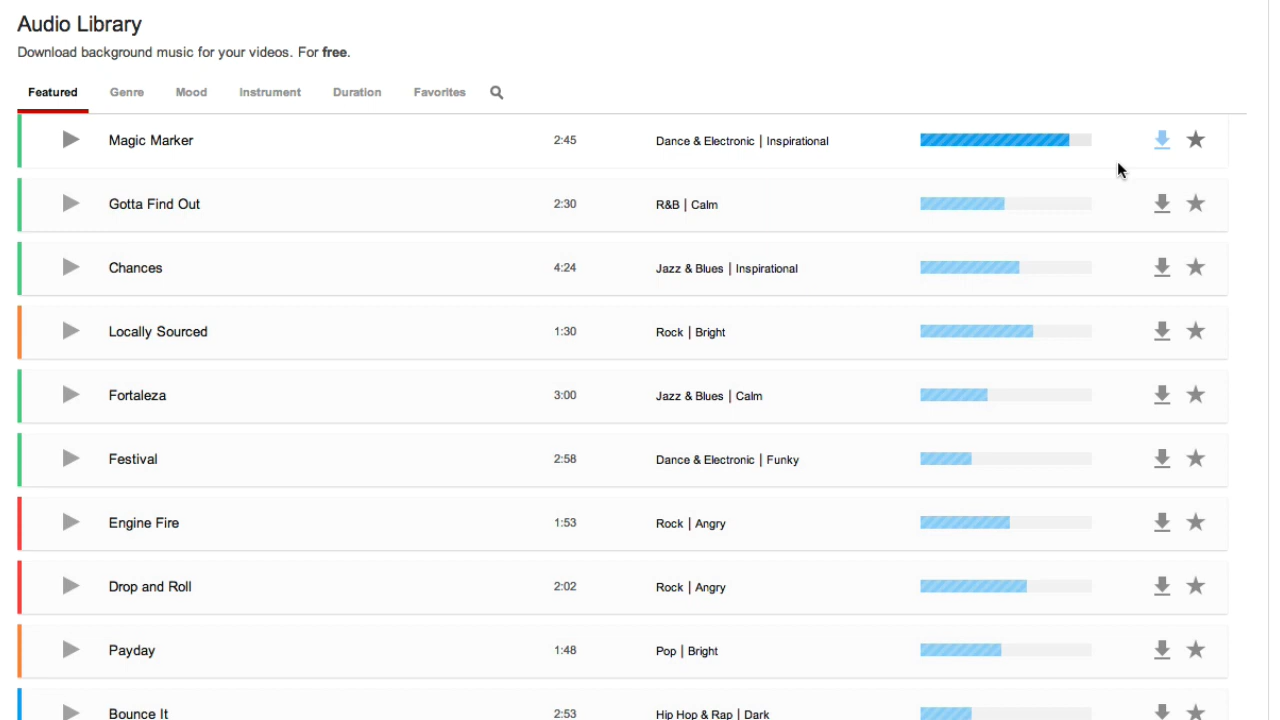 Audio Library
Download background music for your videos. For free.
Featured Genre Mood Instrument Duration Favorites
Magic Marker 2:45 Dance & Electronic | Inspirational
Gotta Find Out 2:30 R&B | Calm
Chances 4:24 Jazz & Blues | Inspirational
Locally Sourced 1:30 Rock | Bright
Fortaleza 3:00 Jazz & Blues | Calm
Festival 2:58 Dance & Electronic | Funky
Engine Fire 1:53 Rock | Angry
Drop and Roll 2:02 Rock | Angry
Payday 1:48 Pop | Bright
Bounce It 2:53 Hip Hop & Rap | Dark